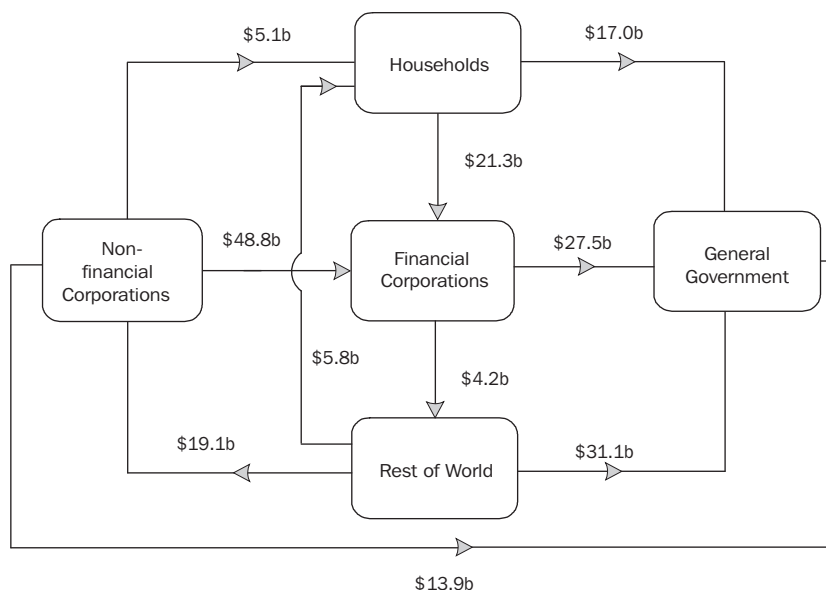 $5.1b
$17.0b
Households
$21.3b
Non-
financial
Corporations
$48.8b
Financial
Corporations
$27.5b
General
Government
$5.8b
$4.2b
$19.1b
Rest of World
$31.1b
$13.9b